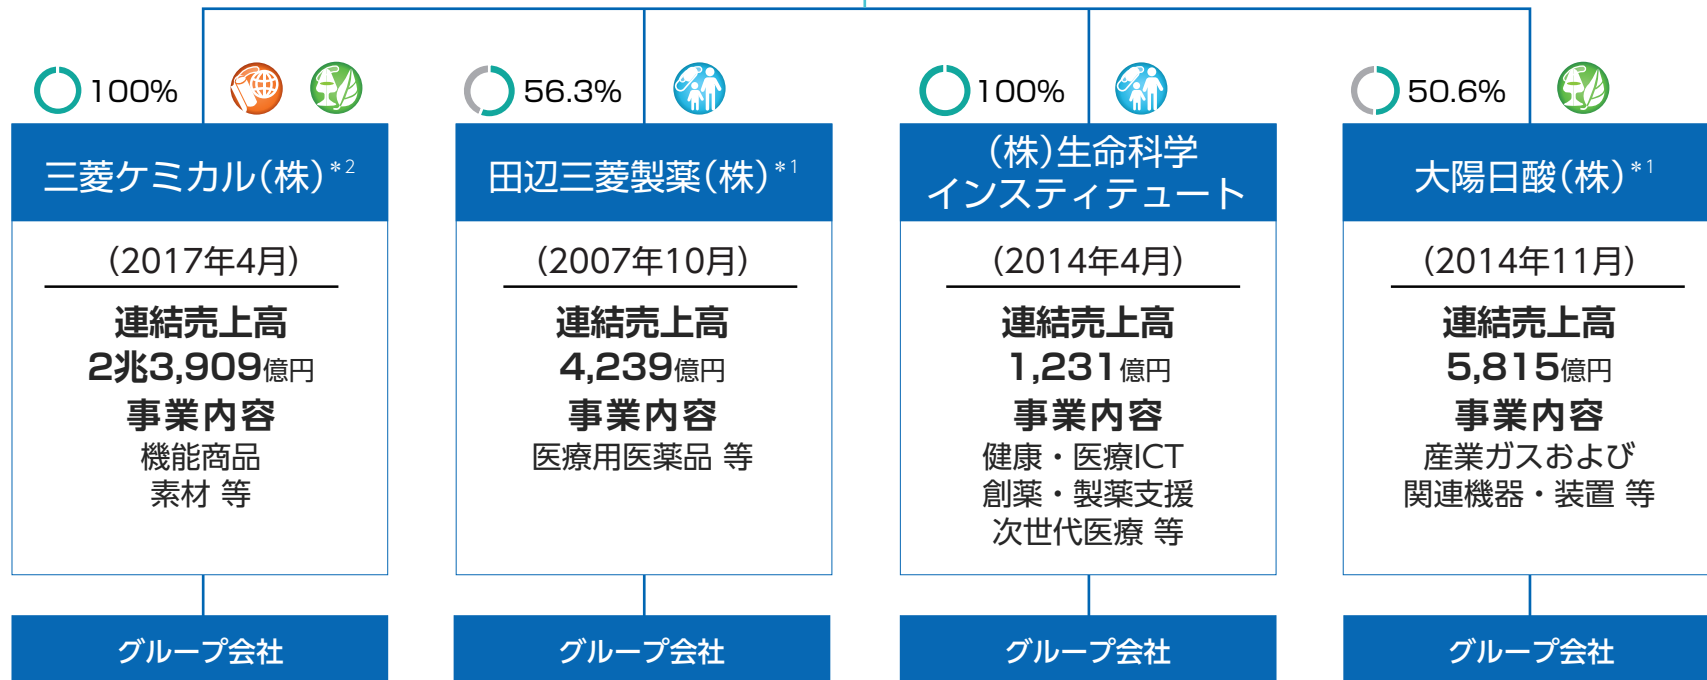 100%
三菱ケミカル(株)*2
(2017年4月)
連結売上高
2兆3,909億円
事業内容
機能商品
素材 等
グループ会社
56.3%
田辺三菱製薬(株)*1
(2007年10月)
連結売上高
4,239億円
事業内容
医療用医薬品 等
グループ会社
100%
(株)生命科学
インスティテュート
(2014年4月)
連結売上高
1,231億円
事業内容
健康・医療ICT
創薬・製薬支援
次世代医療 等
グループ会社
50.6%
大陽日酸(株)*1
(2014年11月)
連結売上高
5,815億円
事業内容
産業ガスおよび
関連機器・装置 等
グループ会社